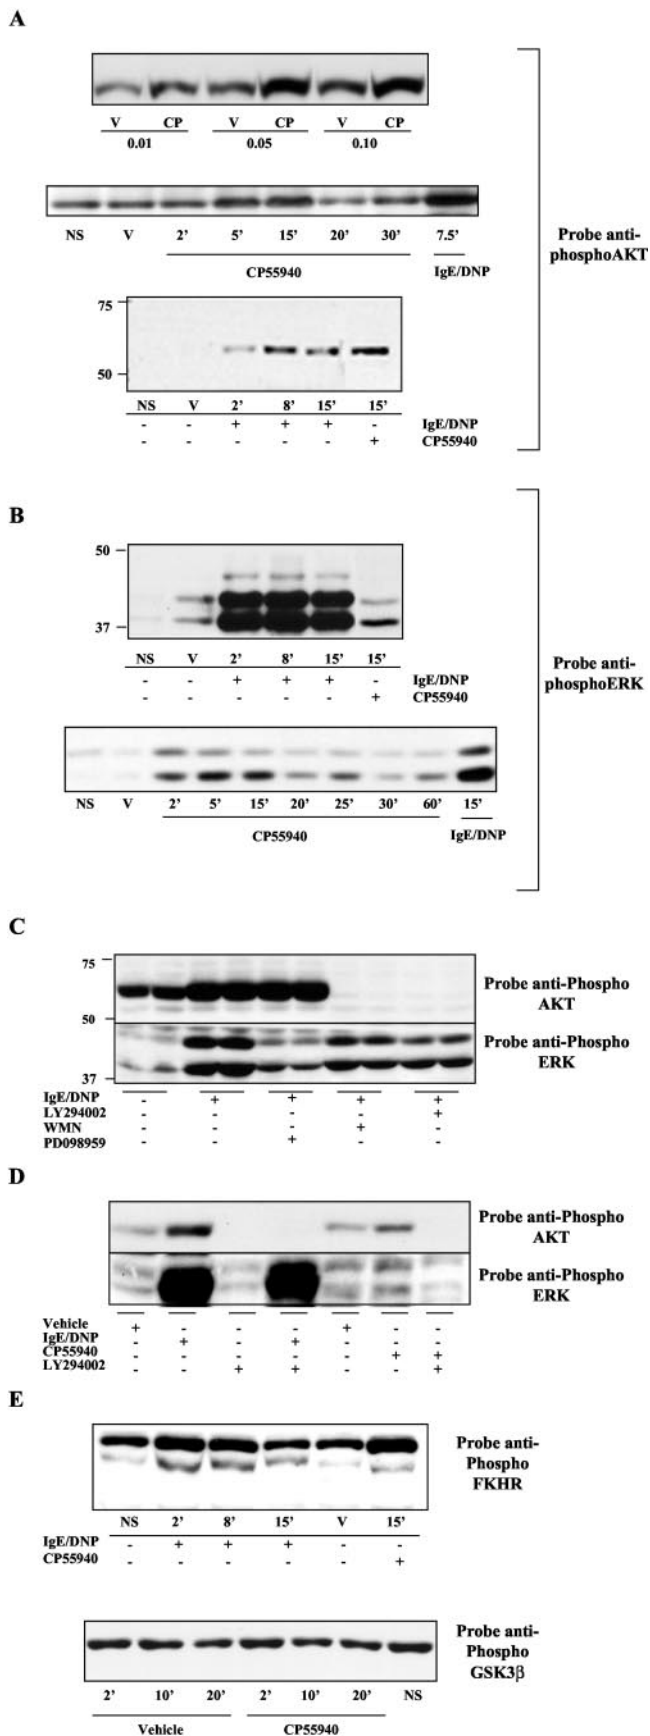 A
V CP V CP V CP
0.01 0.05 0.10
NS V 2' 5' 15' 20' 30' 7.5'
CP55940 IgE/DNP
Probe anti-
phosphoAKT
75
50
NS V 2' 8' 15' 15'
- - + + + - IgE/DNP
- - - - - + CP55940
B
50
37
NS V 2' 8' 15' 15'
- - + + + - IgE/DNP
- - - - - + CP55940
Probe anti-
phosphoERK
NS V 2' 5' 15' 20' 25' 30' 60' 15'
CP55940 IgE/DNP
C
75
50
37
Probe anti-Phospho
AKT
Probe anti-Phospho
ERK
IgE/DNP - + + + +
LY294002 - - - - +
WMN - - - + -
PD098959 - - + - -
D
Probe anti-Phospho
AKT
Probe anti-Phospho
ERK
Vehicle + - - - + - -
IgE/DNP - + - + - - -
CP55940 - - - - - + +
LY294002 - - + + - - +
E
Probe anti-
Phospho
FKHR
NS 2' 8' 15' V 15'
IgE/DNP - + + + - -
CP55940 - - - - - +
Probe anti-
Phospho
GSK3β
2' 10' 20' 2' 10' 20' NS
Vehicle CP55940